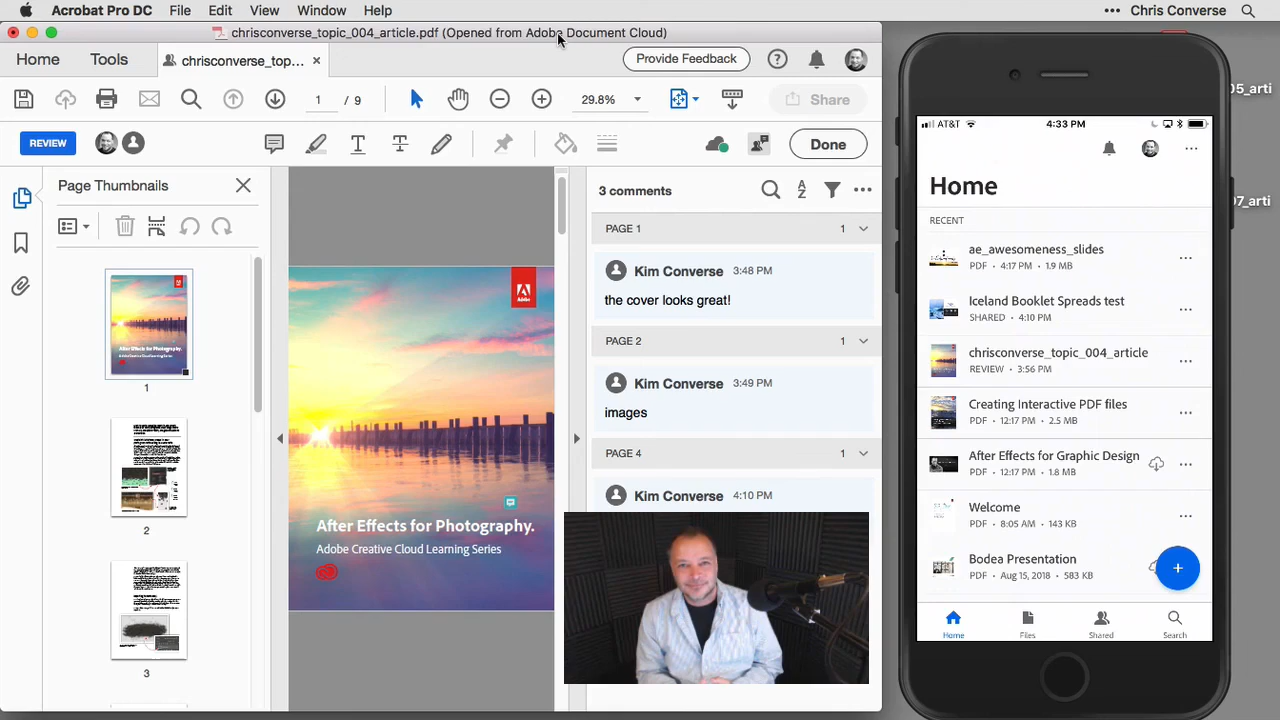 Acrobat Pro DC File Edit View Window Help
••• Chris Converse
chrisconverse_topic_004_article.pdf (Opened from Adobe Document Cloud)
Home Tools chrisconverse_top... × Provide Feedback
1 / 9 29.8% Share
REVIEW Done
Page Thumbnails
1
2
3
Adobe
After Effects for Photography.
Adobe Creative Cloud Learning Series
3 comments
PAGE 1 1
Kim Converse 3:48 PM
the cover looks great!
PAGE 2 1
Kim Converse 3:49 PM
images
PAGE 4 1
Kim Converse 4:10 PM
05_arti
07_arti
AT&T 4:33 PM
Home
RECENT
ae_awesomeness_slides
PDF • 4:17 PM • 1.9 MB
Iceland Booklet Spreads test
SHARED • 4:10 PM
chrisconverse_topic_004_article
REVIEW • 3:56 PM
Creating Interactive PDF files
PDF • 12:17 PM • 2.5 MB
After Effects for Graphic Design
PDF • 12:17 PM • 1.8 MB
Welcome
PDF • 8:05 AM • 143 KB
Bodea Presentation
PDF • Aug 15, 2018 • 583 KB
Home Files Shared Search